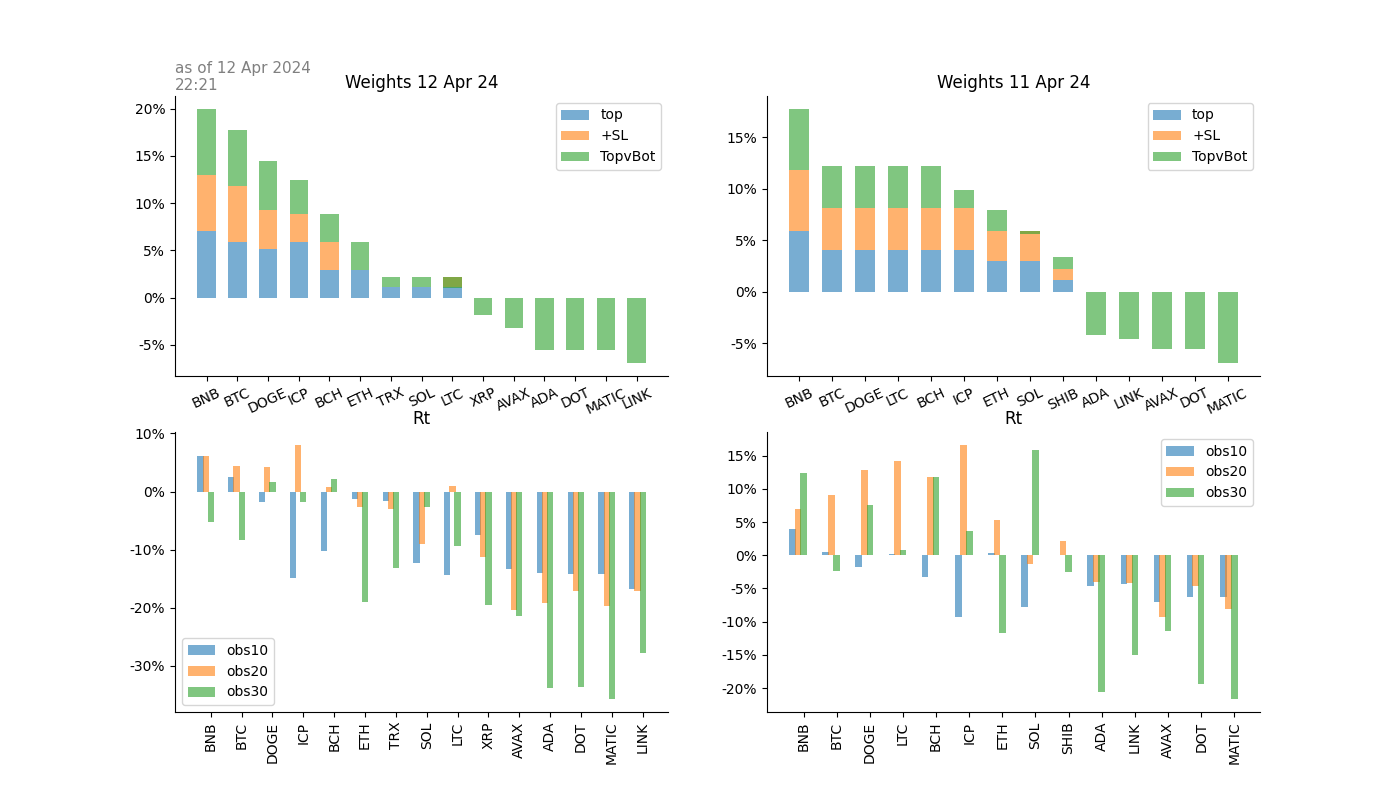 as of 12 Apr 2024
22:21
Weights 12 Apr 24
20%
15%
10%
5%
0%
-5%
top
+SL
TopvBot
BNB
BTC
DOGE
ICP
BCH
ETH
TRX
SOL
LTC
XRP
AVAX
ADA
DOT
MATIC
LINK
Weights 11 Apr 24
15%
10%
5%
0%
-5%
top
+SL
TopvBot
BNB
BTC
DOGE
LTC
BCH
ICP
ETH
SOL
SHIB
ADA
LINK
AVAX
DOT
MATIC
Rt
10%
0%
-10%
-20%
-30%
obs10
obs20
obs30
BNB
BTC
DOGE
ICP
BCH
ETH
TRX
SOL
LTC
XRP
AVAX
ADA
DOT
MATIC
LINK
Rt
15%
10%
5%
0%
-5%
-10%
-15%
-20%
obs10
obs20
obs30
BNB
BTC
DOGE
LTC
BCH
ICP
ETH
SOL
SHIB
ADA
LINK
AVAX
DOT
MATIC